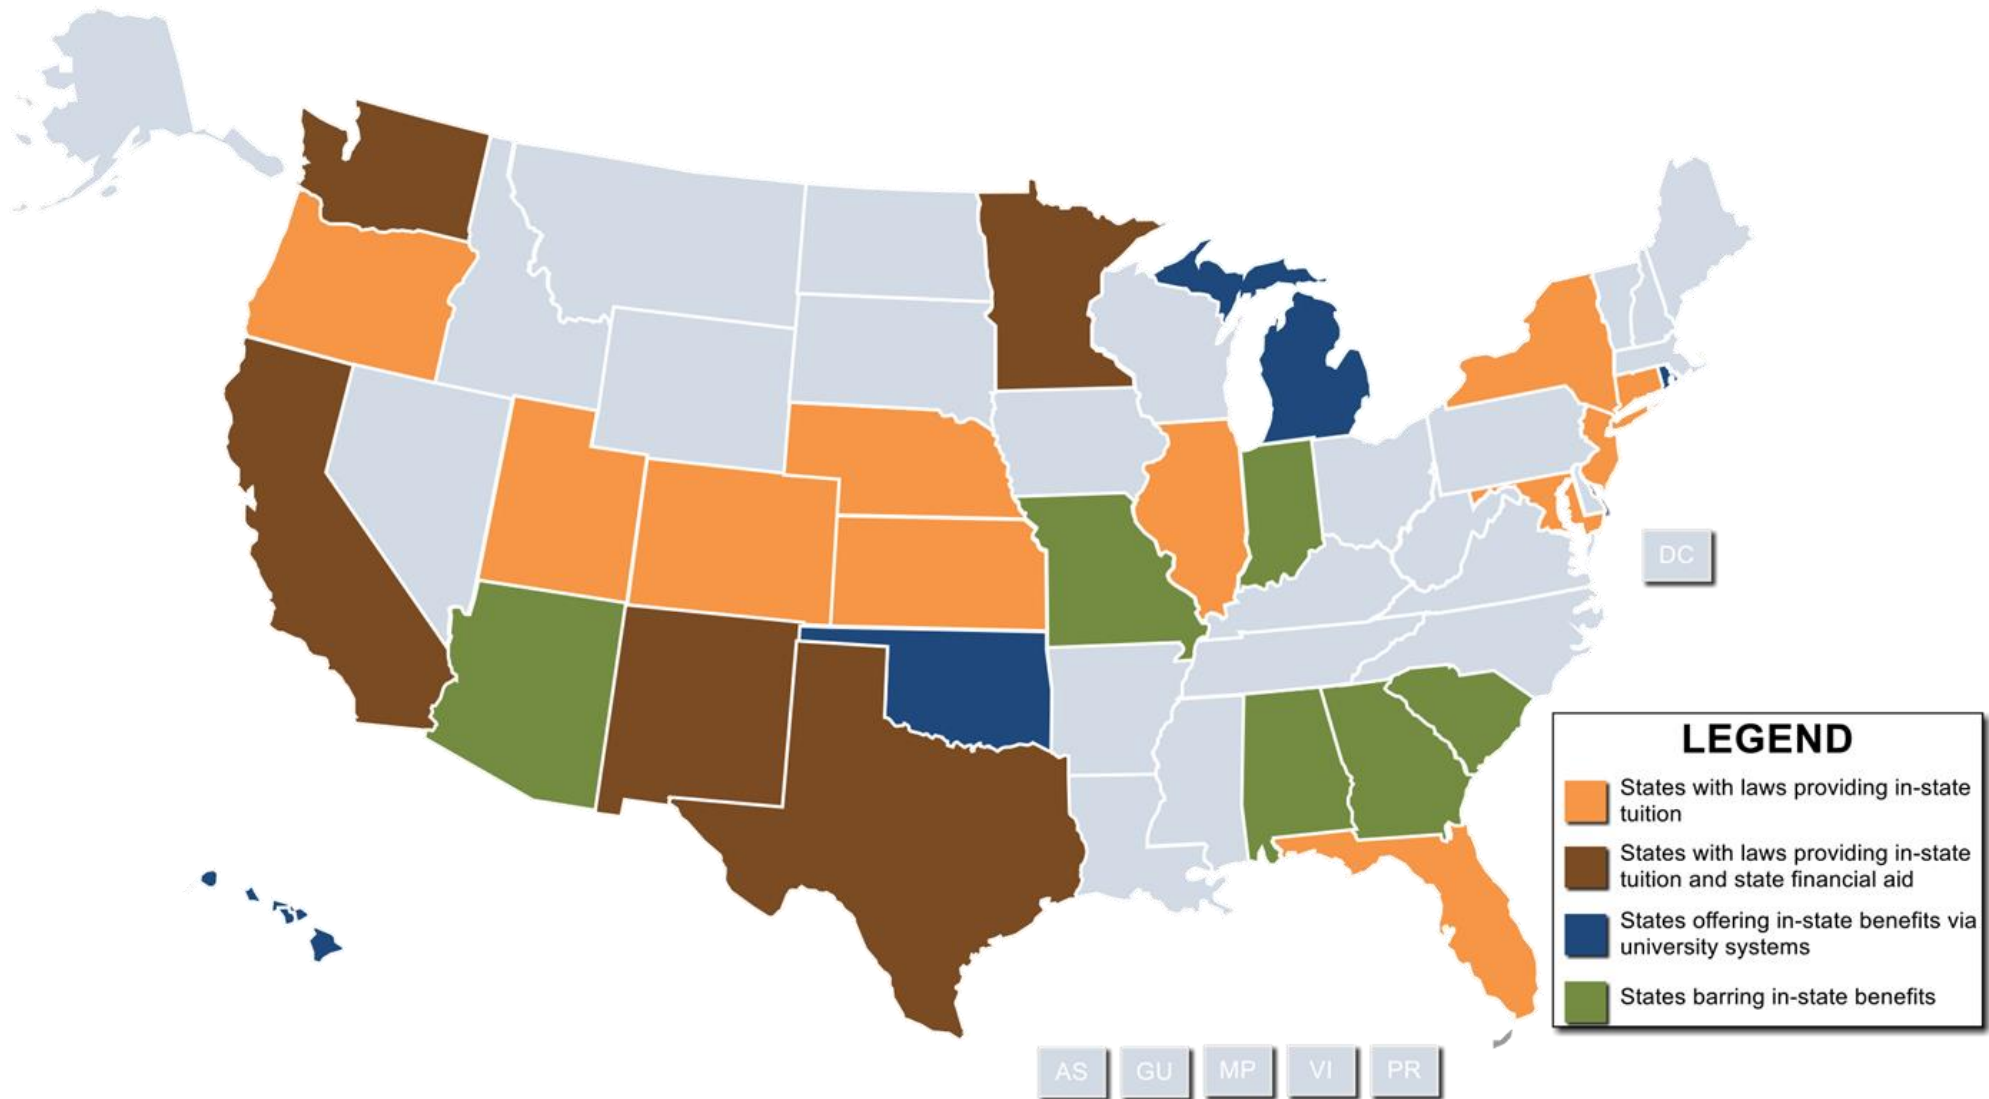 DC
LEGEND
States with laws providing in-state
tuition
States with laws providing in-state
tuition and state financial aid
States offering in-state benefits via
university systems
States barring in-state benefits
AS GU MP VI PR